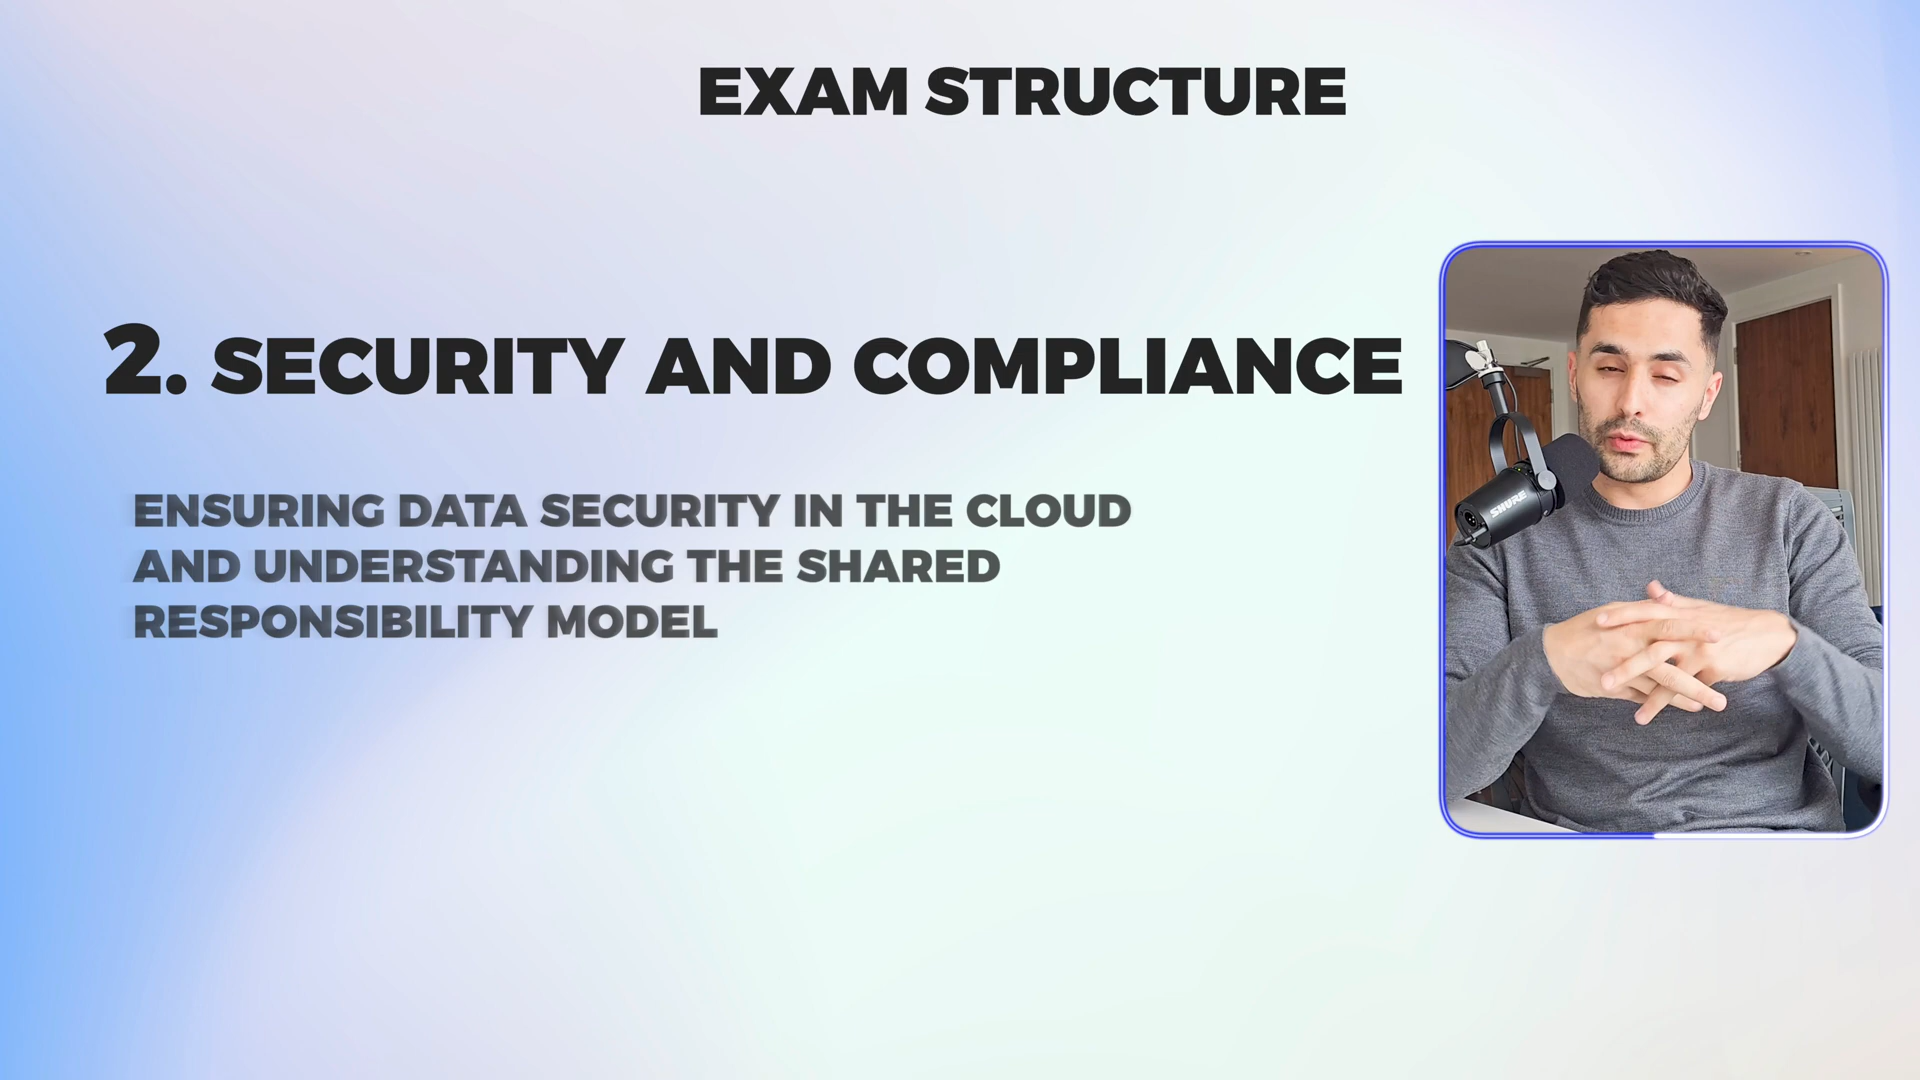 EXAM STRUCTURE
2. SECURITY AND COMPLIANCE
ENSURING DATA SECURITY IN THE CLOUD
AND UNDERSTANDING THE SHARED
RESPONSIBILITY MODEL
SHURE